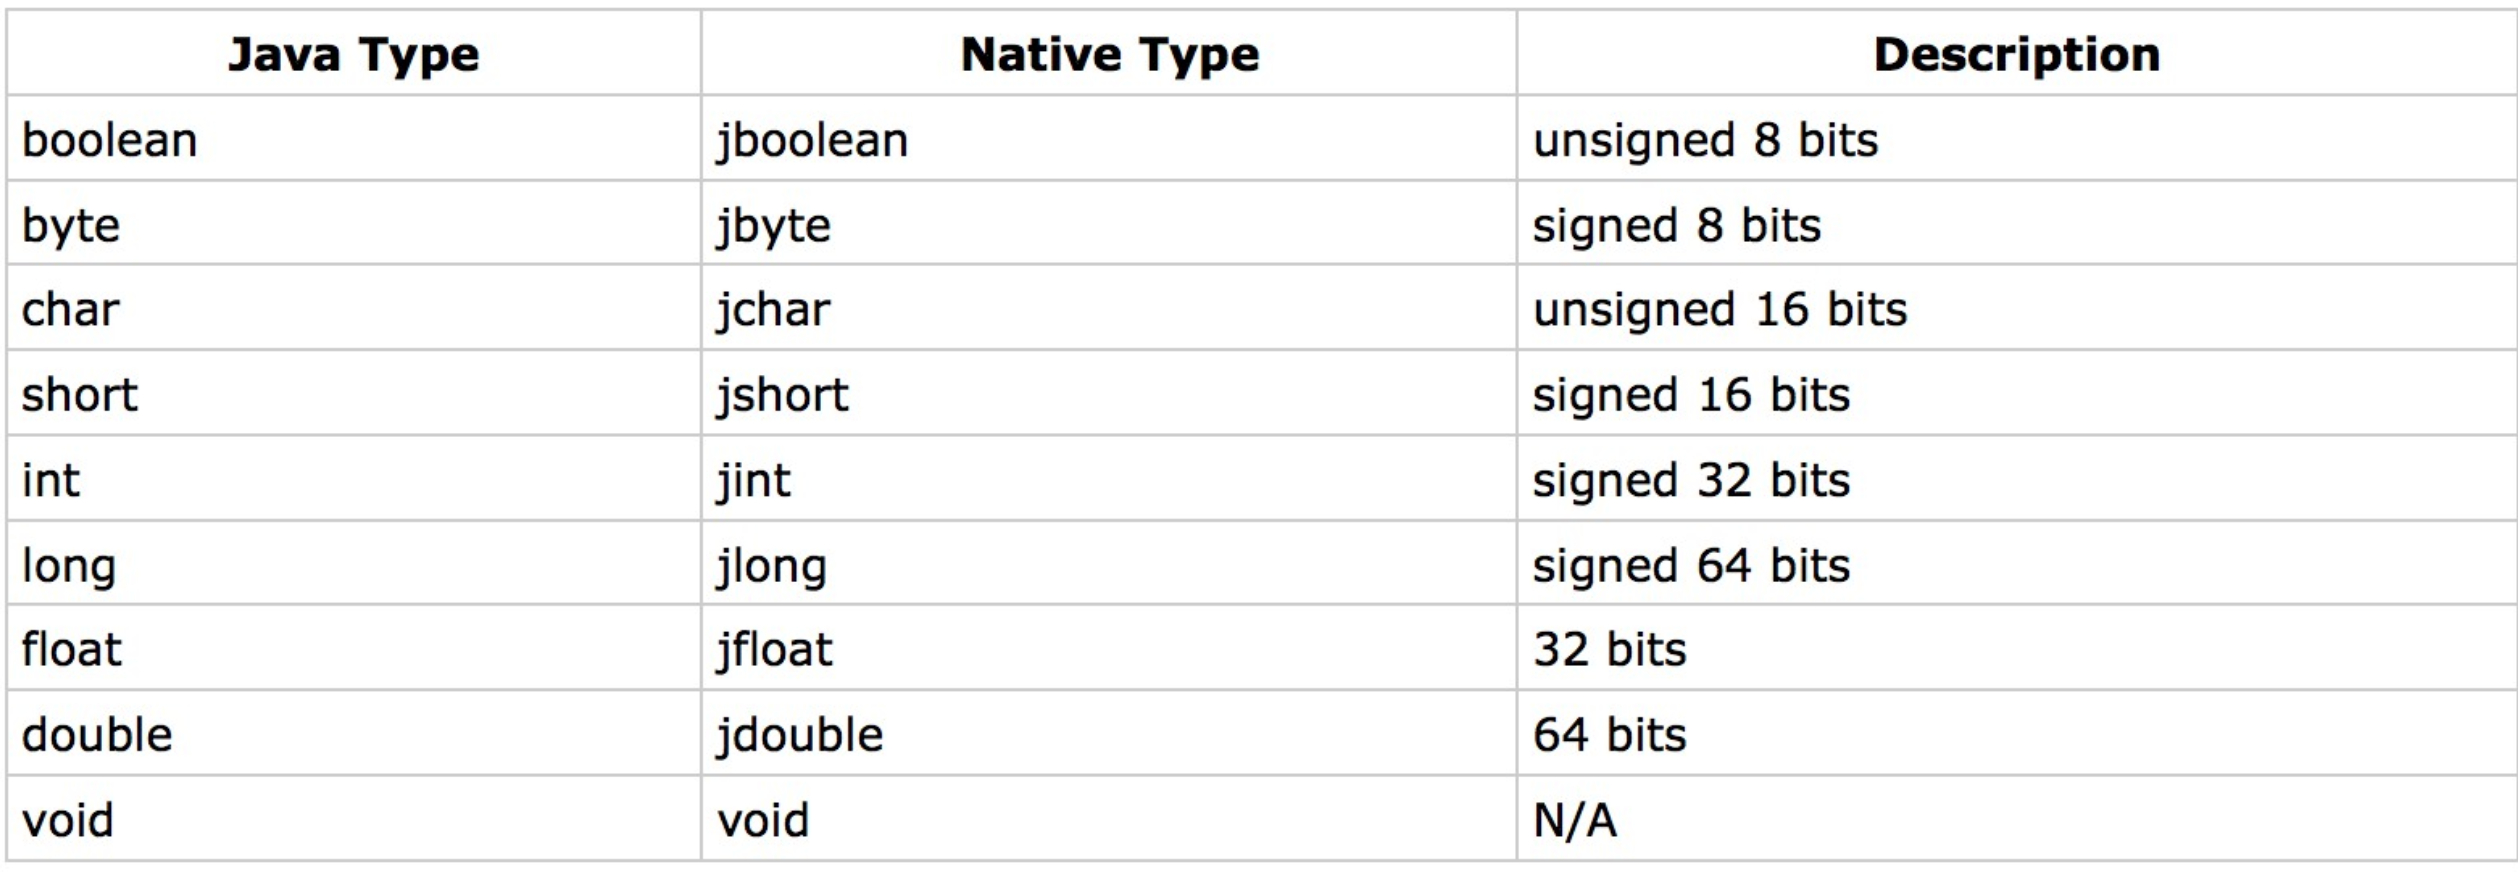 Java Type Native Type Description
boolean jboolean unsigned 8 bits
byte jbyte signed 8 bits
char jchar unsigned 16 bits
short jshort signed 16 bits
int jint signed 32 bits
long jlong signed 64 bits
float jfloat 32 bits
double jdouble 64 bits
void void N/A